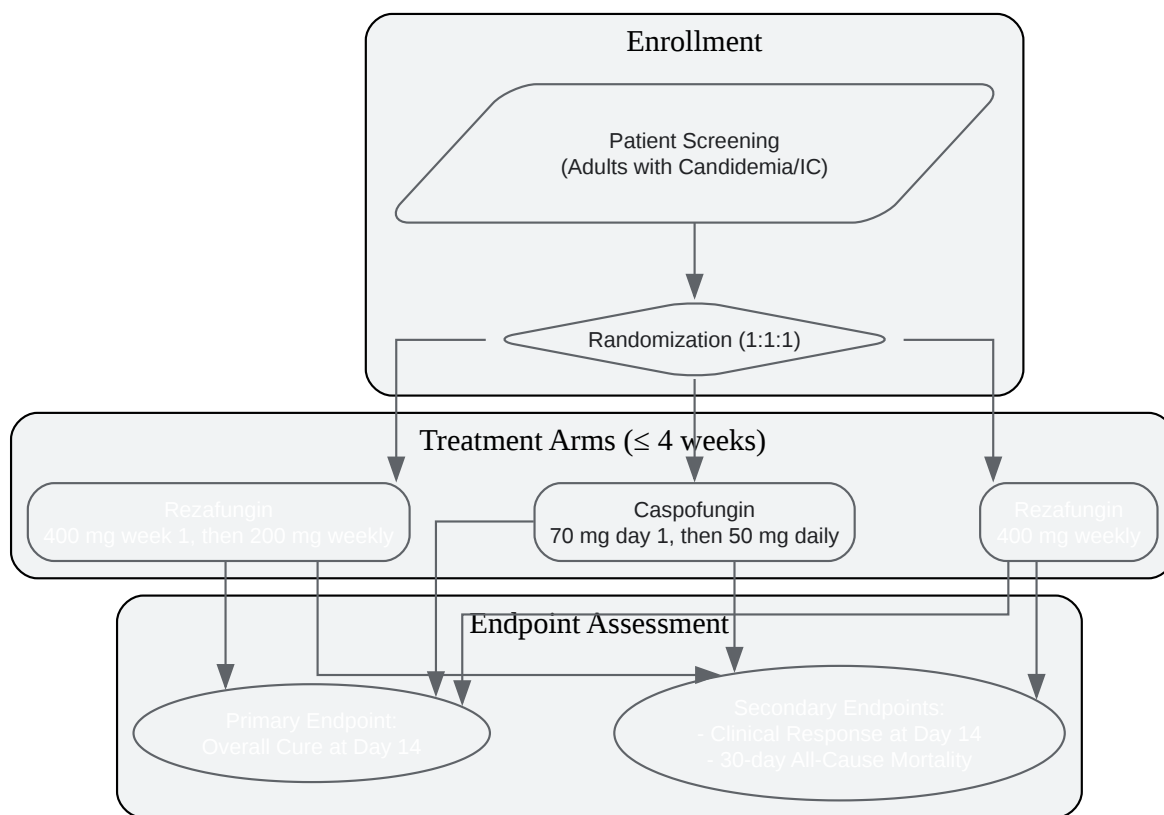 Enrollment
Patient Screening
(Adults with Candidemia/IC)
Randomization (1:1:1)
Treatment Arms (≤ 4 weeks)
Rezafungin
400 mg week 1, then 200 mg weekly
Caspofungin
70 mg day 1, then 50 mg daily
Rezafungin
400 mg weekly
Endpoint Assessment
Primary Endpoint:
Overall Cure at Day 14
Secondary Endpoints:
- Clinical Response at Day 14
- 30-day All-Cause Mortality